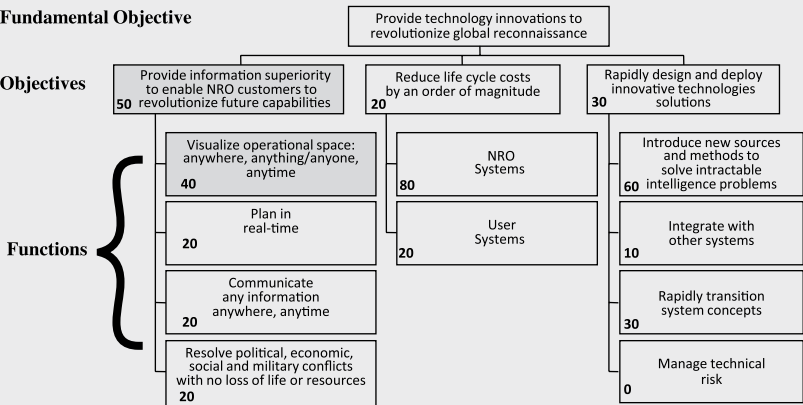 Fundamental Objective
Provide technology innovations to
revolutionize global reconnaissance
Objectives
Provide information superiority
to enable NRO customers to
50 revolutionize future capabilities
Reduce life cycle costs
by an order of magnitude
20
Rapidly design and deploy
innovative technologies
30 solutions
Functions
Visualize operational space:
anywhere, anything/anyone,
anytime
40
Plan in
real-time
20
Communicate
any information
anywhere, anytime
20
Resolve political, economic,
social and military conflicts
with no loss of life or resources
20
NRO
Systems
80
User
Systems
20
Introduce new sources
and methods to
solve intractable
60 intelligence problems
Integrate with
other systems
10
Rapidly transition
system concepts
30
Manage technical
risk
0